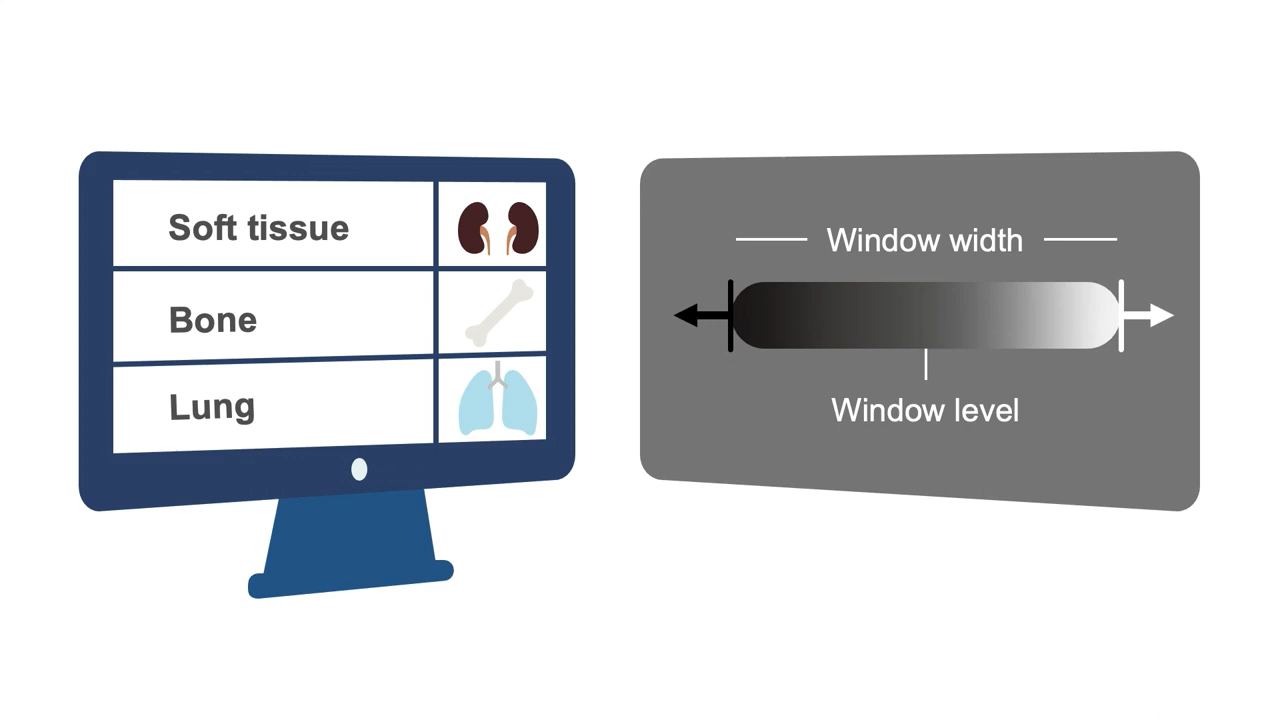 Soft tissue
Bone
Lung
Window width
Window level